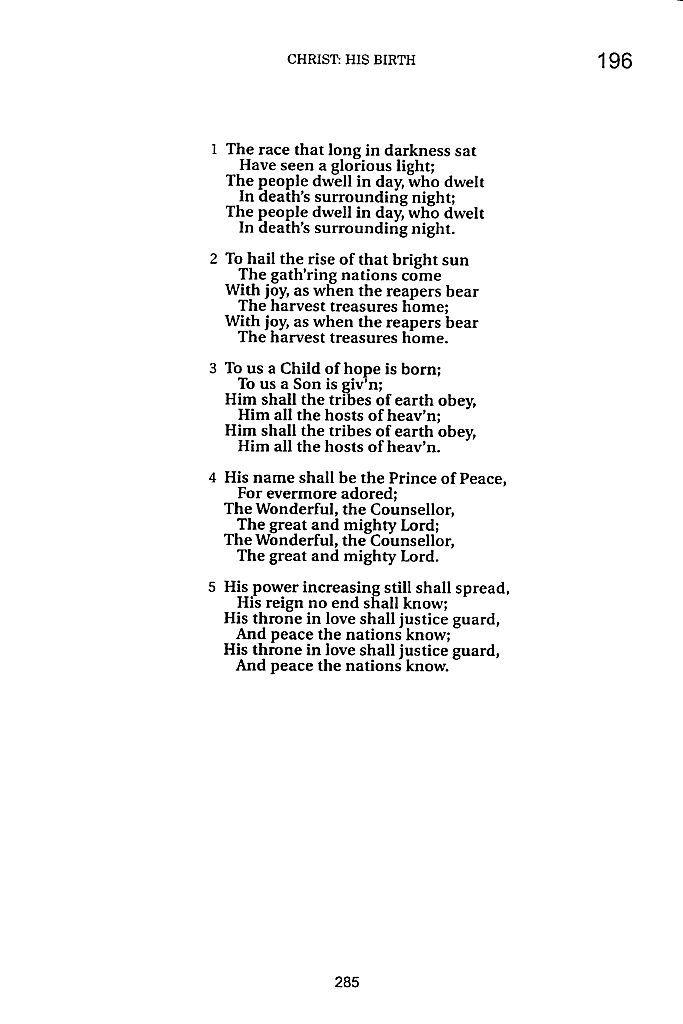 CHRIST: HIS BIRTH 196
1 The race that long in darkness sat
Have seen a glorious light;
The people dwell in day, who dwelt
In death's surrounding night;
The people dwell in day, who dwelt
In death's surrounding night.
2 To hail the rise of that bright sun
The gath'ring nations come
With joy, as when the reapers bear
The harvest treasures home;
With joy, as when the reapers bear
The harvest treasures home.
3 To us a Child of hope is born;
To us a Son is giv'n;
Him shall the tribes of earth obey,
Him all the hosts of heav'n;
Him shall the tribes of earth obey,
Him all the hosts of heav'n.
4 His name shall be the Prince of Peace,
For evermore adored;
The Wonderful, the Counsellor,
The great and mighty Lord;
The Wonderful, the Counsellor,
The great and mighty Lord.
5 His power increasing still shall spread,
His reign no end shall know;
His throne in love shall justice guard,
And peace the nations know;
His throne in love shall justice guard,
And peace the nations know.
285